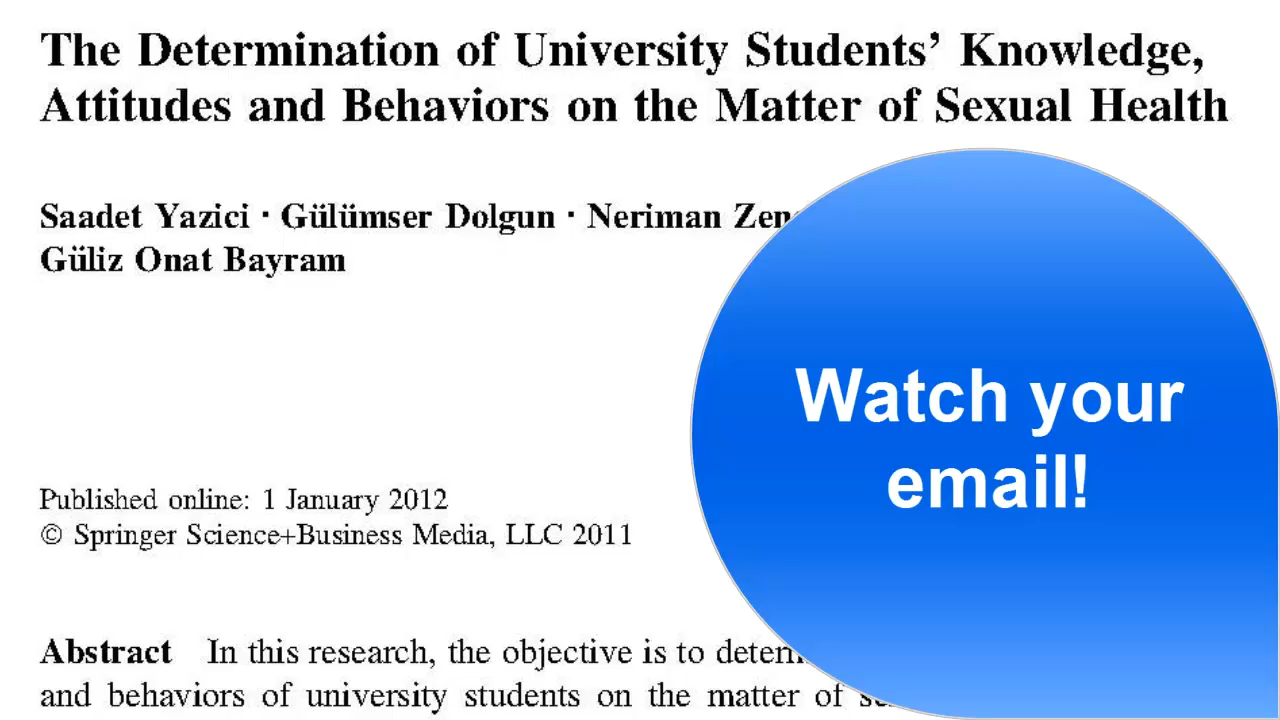 The Determination of University Students' Knowledge,
Attitudes and Behaviors on the Matter of Sexual Health
Saadet Yazici · Gülümser Dolgun · Neriman
Güliz Onat Bayram
Watch your
email!
Published online: 1 January 2012
© Springer Science+Business Media, LLC 2011
Abstract In this research, the objective is to
and behaviors of university students on the matter of